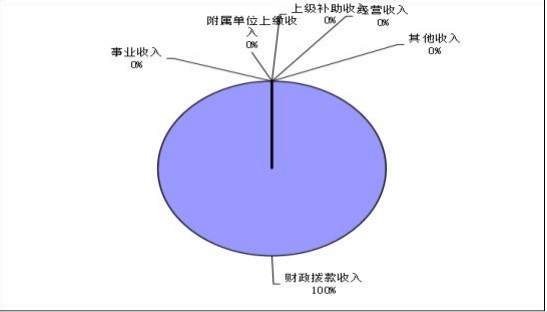 上级补助收入
0%
经营收入
0%
附属单位上缴收
入
0%
其他收入
0%
事业收入
0%
财政拨款收入
100%